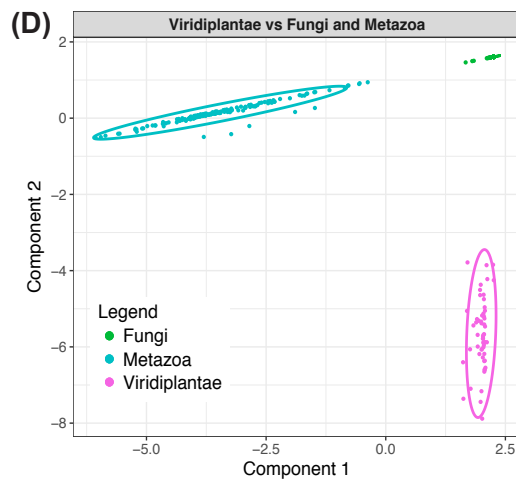 (D)
Viridiplantae vs Fungi and Metazoa
2
0
−2
−4
−6
−8
Component 2
Legend
Fungi
Metazoa
Viridiplantae
−5.0
−2.5
0.0
2.5
Component 1